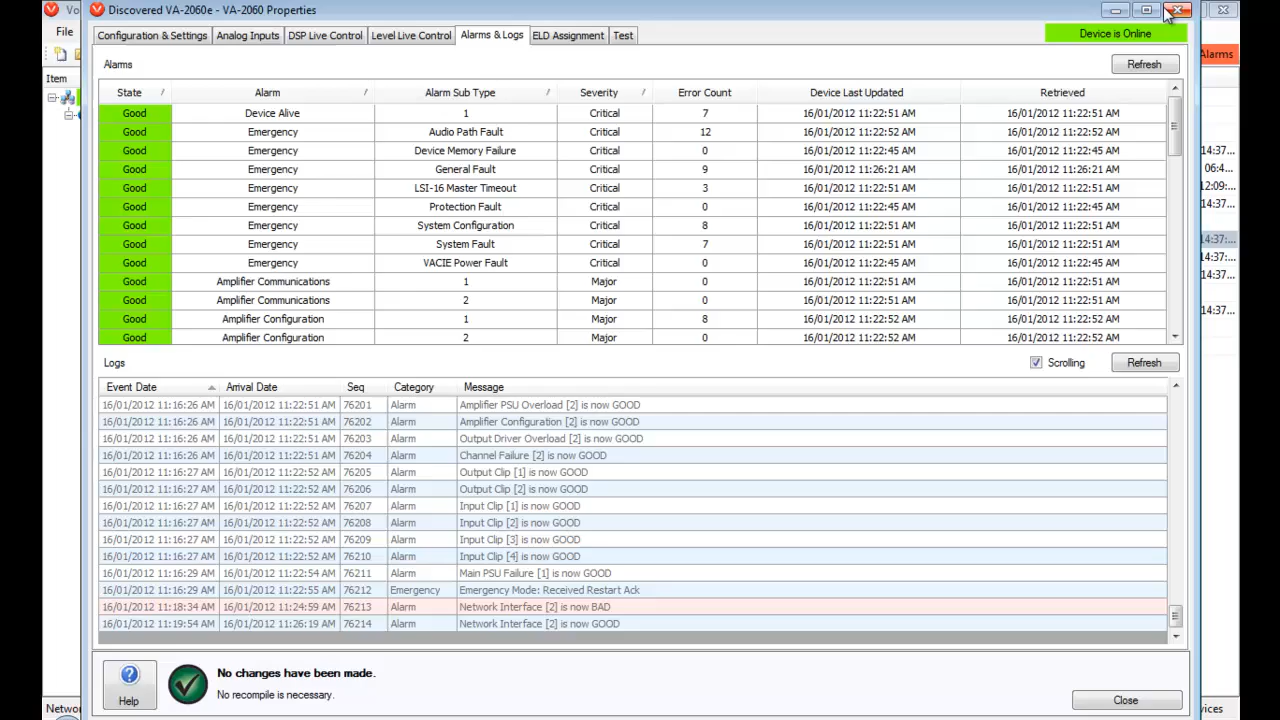 Vo
Discovered VA-2060e - VA-2060 Properties
File
Configuration & Settings Analog Inputs DSP Live Control Level Live Control Alarms & Logs ELD Assignment Test
Device is Online
Alarms
Alarms Refresh
Item
State Alarm Alarm Sub Type Severity Error Count Device Last Updated Retrieved
Good Device Alive 1 Critical 7 16/01/2012 11:22:51 AM 16/01/2012 11:22:51 AM
Good Emergency Audio Path Fault Critical 12 16/01/2012 11:22:52 AM 16/01/2012 11:22:52 AM
Good Emergency Device Memory Failure Critical 0 16/01/2012 11:22:45 AM 16/01/2012 11:22:45 AM 14:37:...
Good Emergency General Fault Critical 9 16/01/2012 11:26:21 AM 16/01/2012 11:26:21 AM 06:4...
Good Emergency LSI-16 Master Timeout Critical 3 16/01/2012 11:22:51 AM 16/01/2012 11:22:51 AM 12:09:...
Good Emergency Protection Fault Critical 0 16/01/2012 11:22:45 AM 16/01/2012 11:22:45 AM 14:37:...
Good Emergency System Configuration Critical 8 16/01/2012 11:22:52 AM 16/01/2012 11:22:52 AM
Good Emergency System Fault Critical 7 16/01/2012 11:22:51 AM 16/01/2012 11:22:51 AM 14:37:...
Good Emergency VACIE Power Fault Critical 0 16/01/2012 11:22:45 AM 16/01/2012 11:22:45 AM 14:37:...
Good Amplifier Communications 1 Major 0 16/01/2012 11:22:51 AM 16/01/2012 11:22:51 AM 14:37:...
Good Amplifier Communications 2 Major 0 16/01/2012 11:22:51 AM 16/01/2012 11:22:51 AM
Good Amplifier Configuration 1 Major 8 16/01/2012 11:22:52 AM 16/01/2012 11:22:52 AM 14:37:...
Good Amplifier Configuration 2 Major 0 16/01/2012 11:22:52 AM 16/01/2012 11:22:52 AM
Logs Scrolling Refresh
Event Date Arrival Date Seq Category Message
16/01/2012 11:16:26 AM 16/01/2012 11:22:51 AM 76201 Alarm Amplifier PSU Overload [2] is now GOOD
16/01/2012 11:16:26 AM 16/01/2012 11:22:51 AM 76202 Alarm Amplifier Configuration [2] is now GOOD
16/01/2012 11:16:26 AM 16/01/2012 11:22:51 AM 76203 Alarm Output Driver Overload [2] is now GOOD
16/01/2012 11:16:26 AM 16/01/2012 11:22:51 AM 76204 Alarm Channel Failure [2] is now GOOD
16/01/2012 11:16:27 AM 16/01/2012 11:22:52 AM 76205 Alarm Output Clip [1] is now GOOD
16/01/2012 11:16:27 AM 16/01/2012 11:22:52 AM 76206 Alarm Output Clip [2] is now GOOD
16/01/2012 11:16:27 AM 16/01/2012 11:22:52 AM 76207 Alarm Input Clip [1] is now GOOD
16/01/2012 11:16:27 AM 16/01/2012 11:22:52 AM 76208 Alarm Input Clip [2] is now GOOD
16/01/2012 11:16:27 AM 16/01/2012 11:22:52 AM 76209 Alarm Input Clip [3] is now GOOD
16/01/2012 11:16:27 AM 16/01/2012 11:22:52 AM 76210 Alarm Input Clip [4] is now GOOD
16/01/2012 11:16:29 AM 16/01/2012 11:22:54 AM 76211 Alarm Main PSU Failure [1] is now GOOD
16/01/2012 11:16:29 AM 16/01/2012 11:22:55 AM 76212 Emergency Emergency Mode: Received Restart Ack
16/01/2012 11:18:34 AM 16/01/2012 11:24:59 AM 76213 Alarm Network Interface [2] is now BAD
16/01/2012 11:19:54 AM 16/01/2012 11:26:19 AM 76214 Alarm Network Interface [2] is now GOOD
No changes have been made.
No recompile is necessary.
Help
Close
Networ
vices